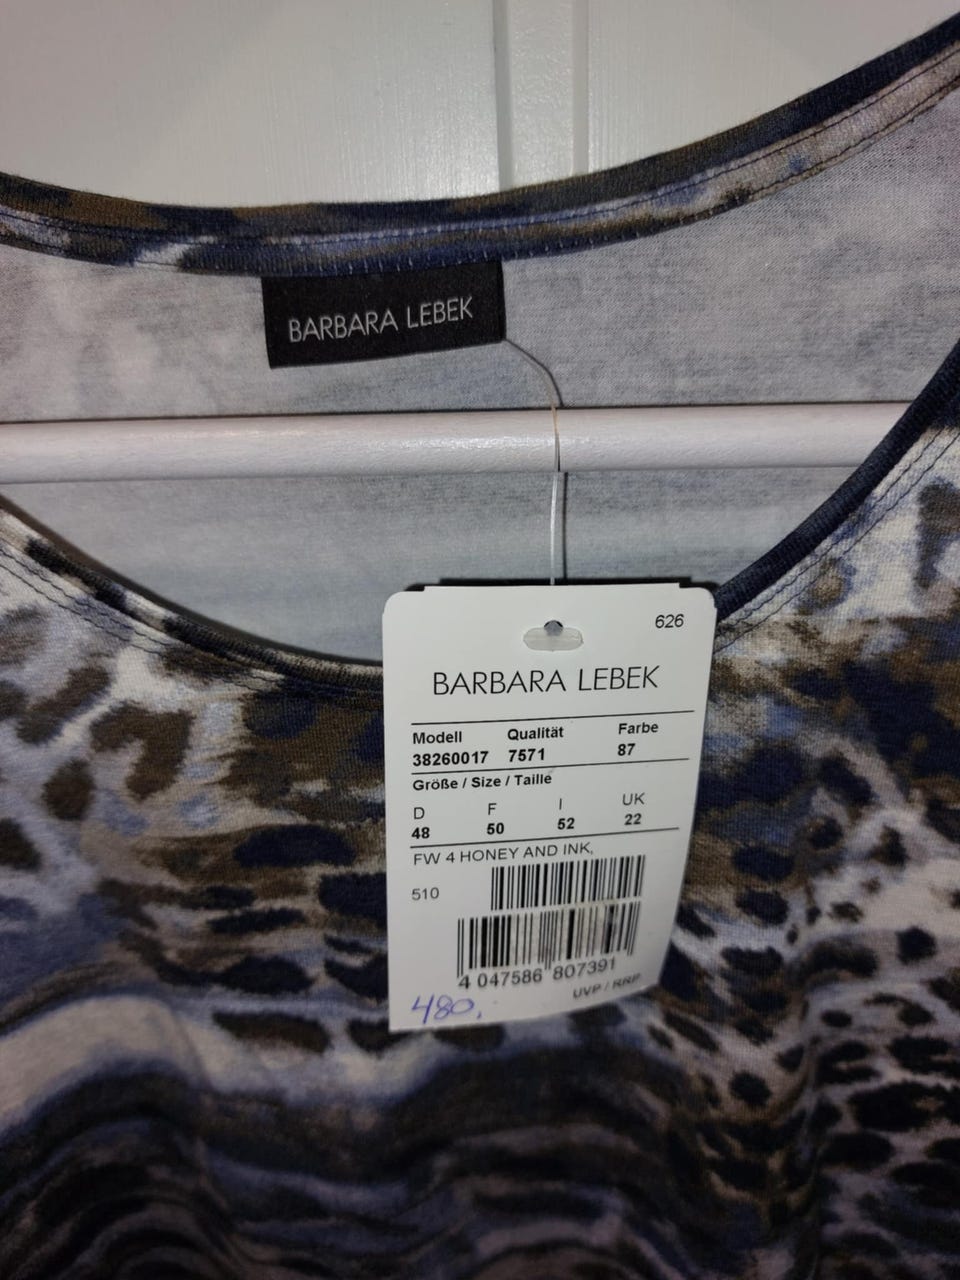 BARBARA LEBEK
626
BARBARA LEBEK
Modell Qualität Farbe
38260017 7571 87
Größe / Size / Taille
D F I UK
48 50 52 22
FW 4 HONEY AND INK,
510
4 047586 807391
UVP / RRP
480,